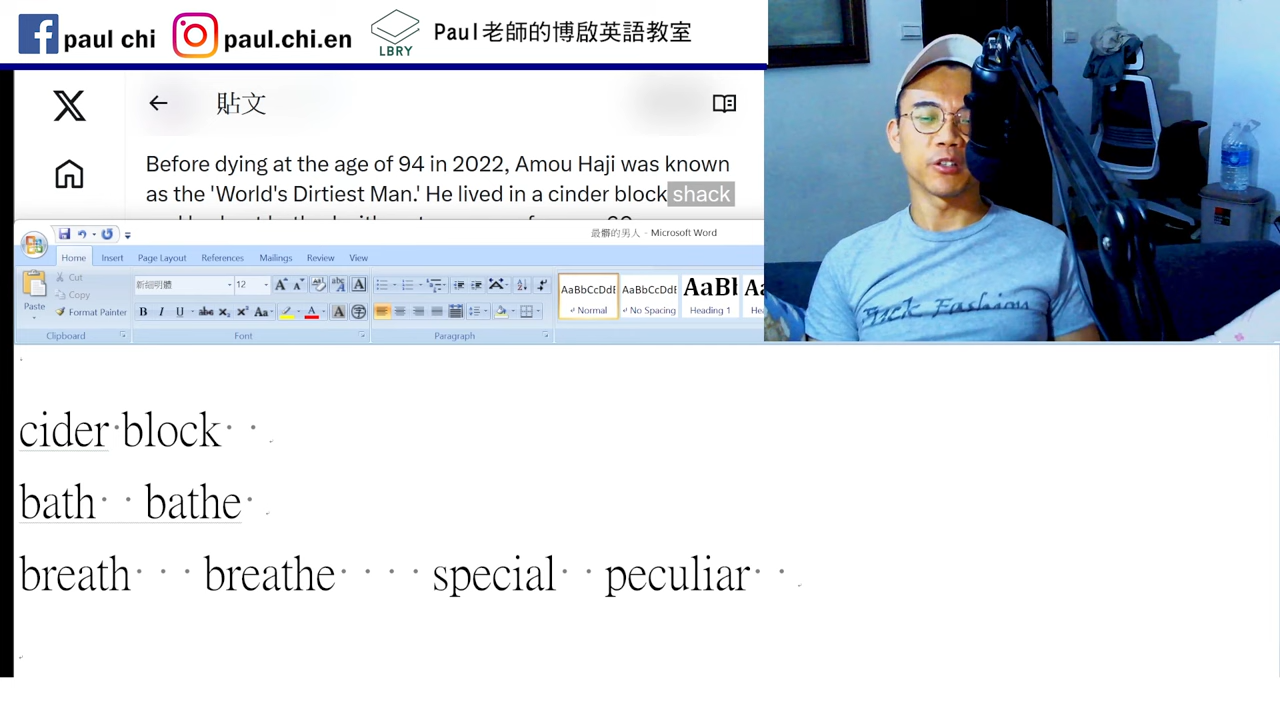 paul chi
paul.chi.en
LBRY
Paul老師的博啟英語教室
貼文
Before dying at the age of 94 in 2022, Amou Haji was known
as the 'World's Dirtiest Man.' He lived in a cinder block shack
最髒的男人 - Microsoft Word
Home Insert Page Layout References Mailings Review View
Cut
Copy
Paste
Format Painter
新細明體 12
AaBbCcDdE AaBbCcDdE AaBb
Normal No Spacing Heading 1
Clipboard Font Paragraph
cider block
bath bathe
breath breathe special peculiar